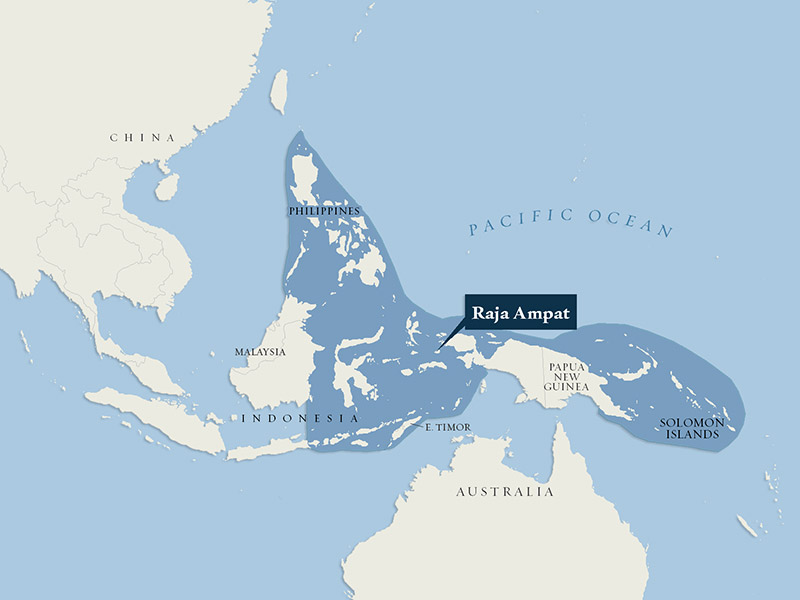 CHINA
PHILIPPINES
PACIFIC OCEAN
Raja Ampat
MALAYSIA
PAPUA
NEW
GUINEA
INDONESIA
E. TIMOR
SOLOMON
ISLANDS
AUSTRALIA